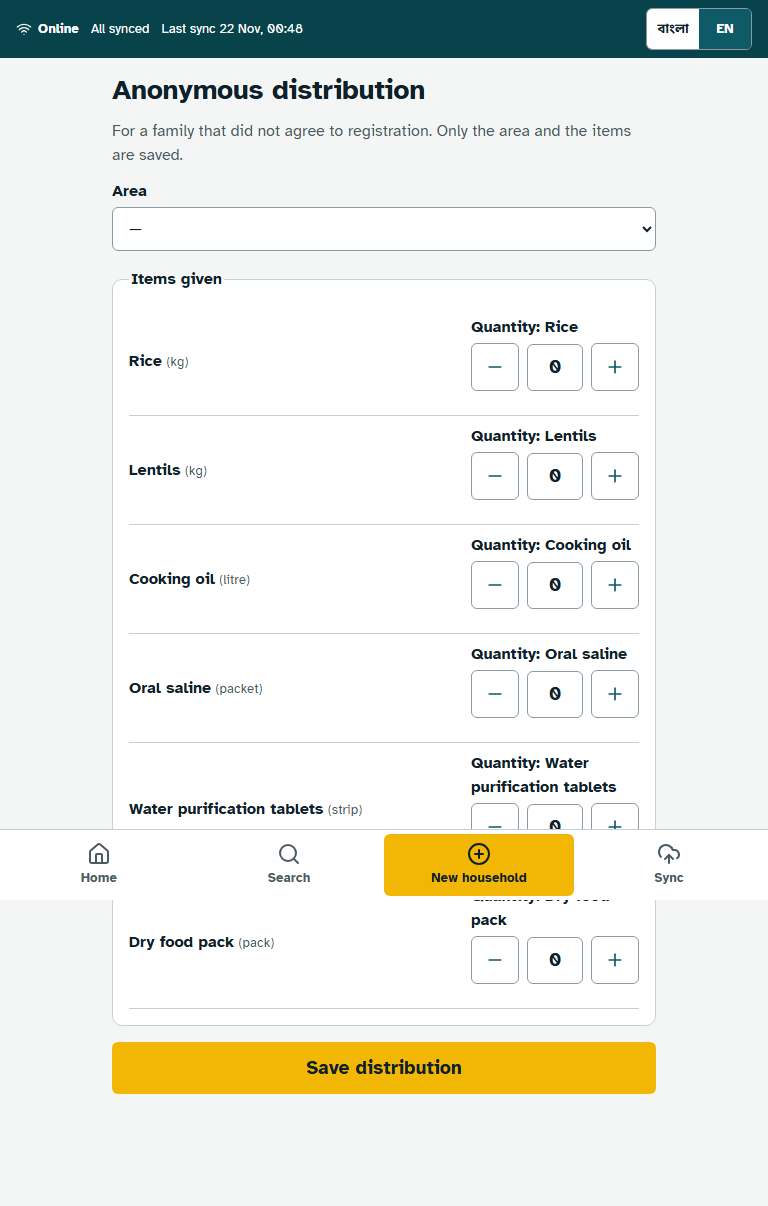 Online All synced Last sync 22 Nov, 00:48 বাংলা EN
Anonymous distribution
For a family that did not agree to registration. Only the area and the items
are saved.
Area
—
Items given
Quantity: Rice
Rice (kg) − 0 +
Quantity: Lentils
Lentils (kg) − 0 +
Quantity: Cooking oil
Cooking oil (litre) − 0 +
Quantity: Oral saline
Oral saline (packet) − 0 +
Quantity: Water
purification tablets
Water purification tablets (strip) − 0 +
Home Search New household Sync
Quantity: Dry food
pack
Dry food pack (pack) − 0 +
Save distribution